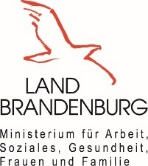 LAND
BRANDENBURG
Ministerium für Arbeit,
Soziales, Gesundheit,
Frauen und Familie